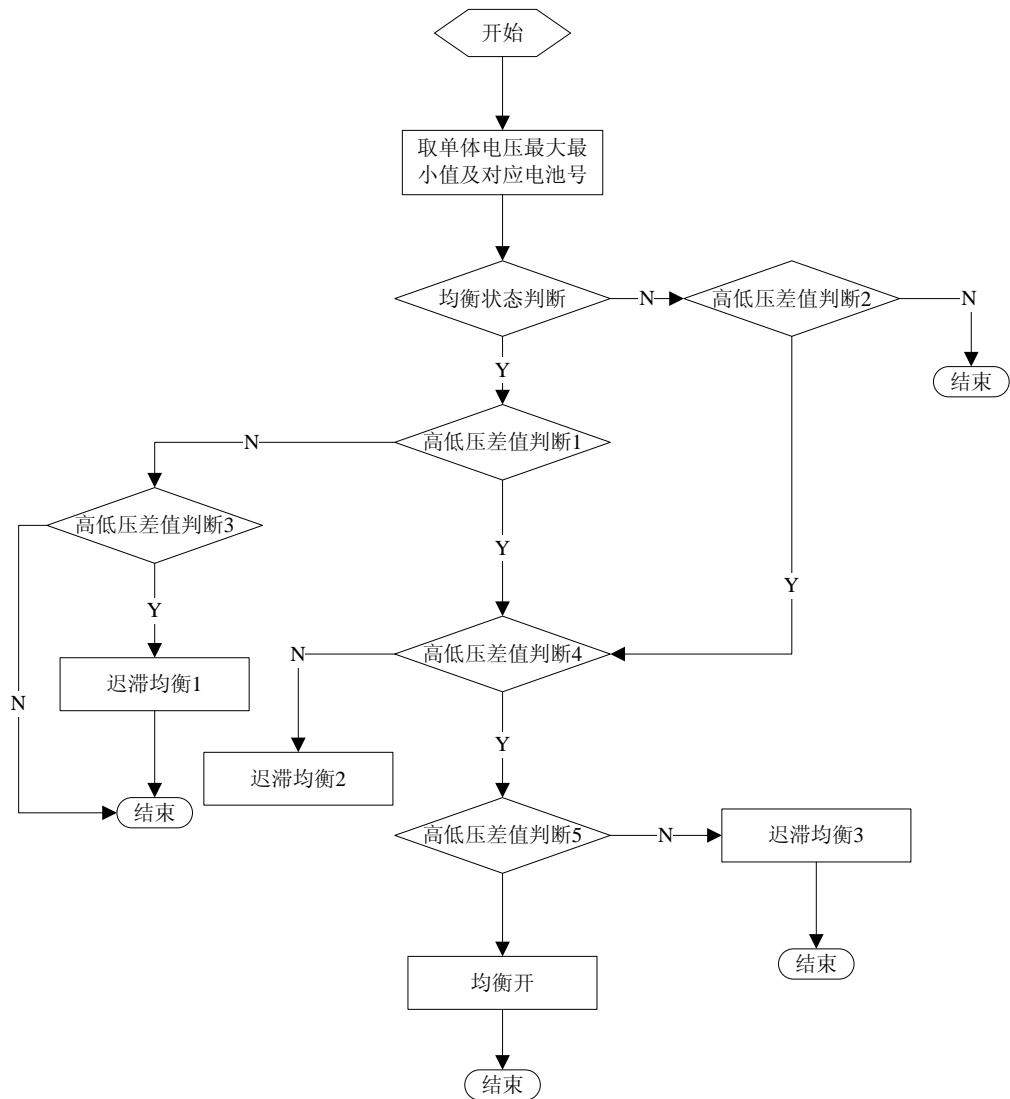 开始
取单体电压最大最
小值及对应电池号
均衡状态判断
N
高低压差值判断2
N
结束
Y
高低压差值判断1
N
高低压差值判断3
Y
Y
Y
高低压差值判断4
N
迟滞均衡1
N
Y
迟滞均衡2
结束
高低压差值判断5
N
迟滞均衡3
结束
均衡开
结束